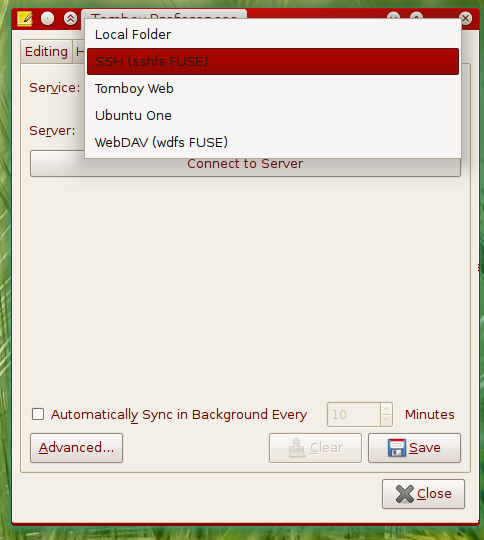 Tomboy Preferences
Editing
Local Folder
SSH (sshfs FUSE)
Tomboy Web
Ubuntu One
WebDAV (wdfs FUSE)
Service:
Server:
Connect to Server
Automatically Sync in Background Every 10 Minutes
Advanced... Clear Save
Close